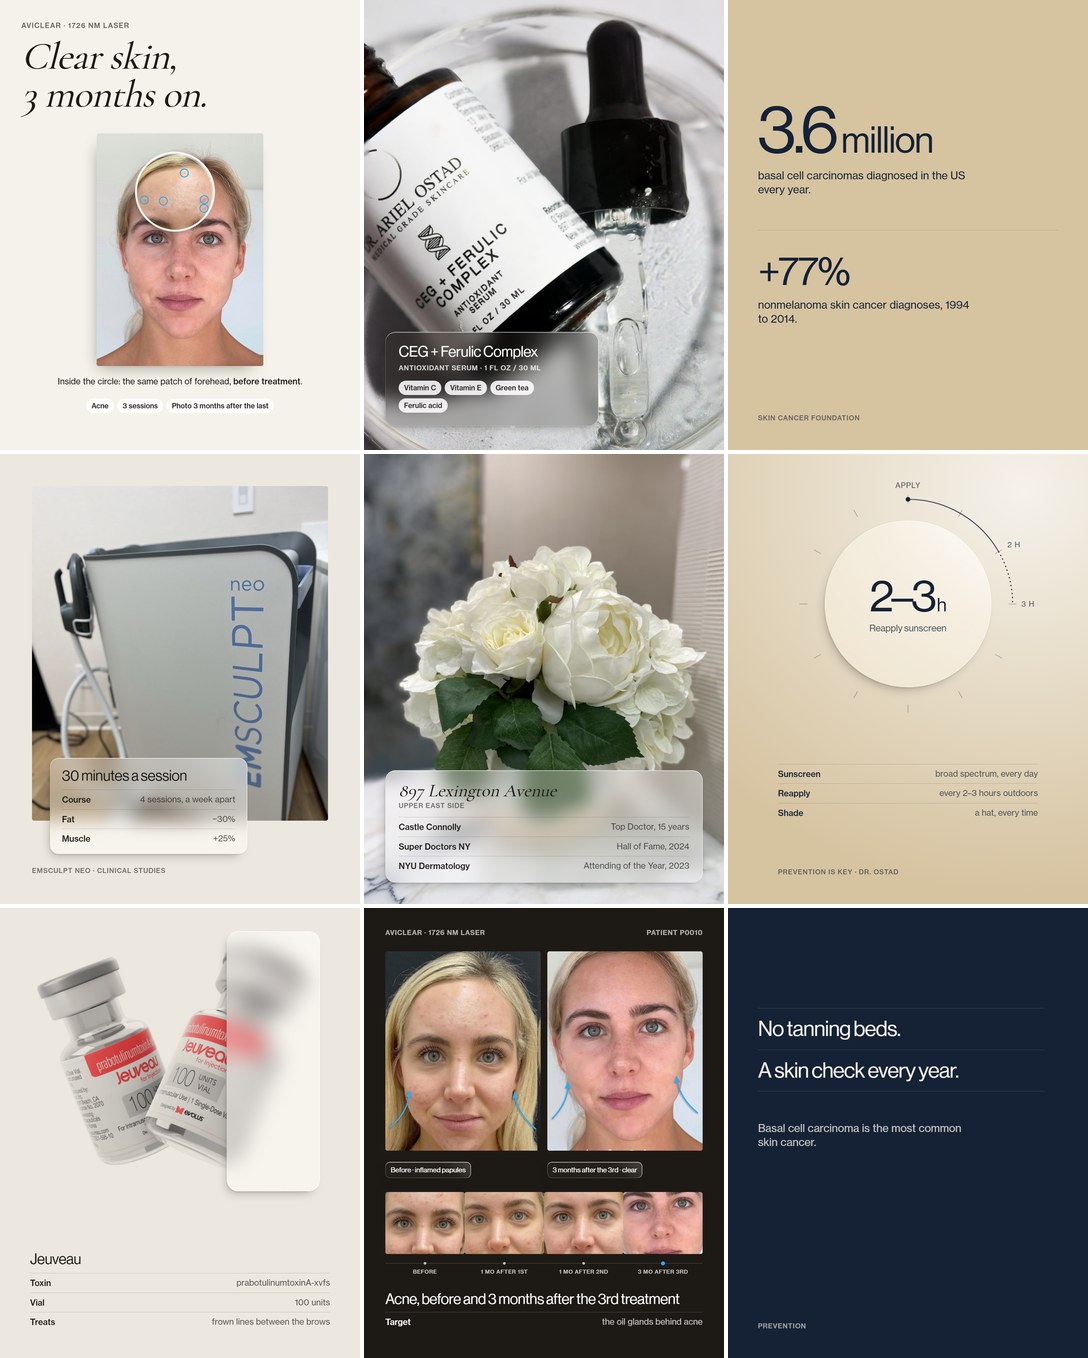 AVICLEAR · 1726 NM LASER
Clear skin,
3 months on.
Inside the circle: the same patch of forehead, before treatment.
Acne
3 sessions
Photo 3 months after the last
DR. ARIEL OSTAD
MEDICAL GRADE SKINCARE
CEG + FERULIC
COMPLEX
ANTIOXIDANT
SERUM
FL OZ / 30 ML
CEG + Ferulic Complex
ANTIOXIDANT SERUM · 1 FL OZ / 30 ML
Vitamin C
Vitamin E
Green tea
Ferulic acid
3.6 million
basal cell carcinomas diagnosed in the US
every year.
+77%
nonmelanoma skin cancer diagnoses, 1994
to 2014.
SKIN CANCER FOUNDATION
EMSCULPT neo
30 minutes a session
Course 4 sessions, a week apart
Fat −30%
Muscle +25%
EMSCULPT NEO · CLINICAL STUDIES
897 Lexington Avenue
UPPER EAST SIDE
Castle Connolly Top Doctor, 15 years
Super Doctors NY Hall of Fame, 2024
NYU Dermatology Attending of the Year, 2023
APPLY
2 H
3 H
2–3h
Reapply sunscreen
Sunscreen broad spectrum, every day
Reapply every 2–3 hours outdoors
Shade a hat, every time
PREVENTION IS KEY · DR. OSTAD
prabotulinumtoxinA
Jeuveau
for Injection
100
prabotulinumtox
Jeuveau
for injection
100 UNITS
VIAL
EVOLUS
Jeuveau
Toxin prabotulinumtoxinA-xvfs
Vial 100 units
Treats frown lines between the brows
AVICLEAR · 1726 NM LASER
PATIENT P0010
Before · inflamed papules
3 months after the 3rd · clear
BEFORE
1 MO AFTER 1ST
1 MO AFTER 2ND
3 MO AFTER 3RD
Acne, before and 3 months after the 3rd treatment
Target the oil glands behind acne
No tanning beds.
A skin check every year.
Basal cell carcinoma is the most common
skin cancer.
PREVENTION